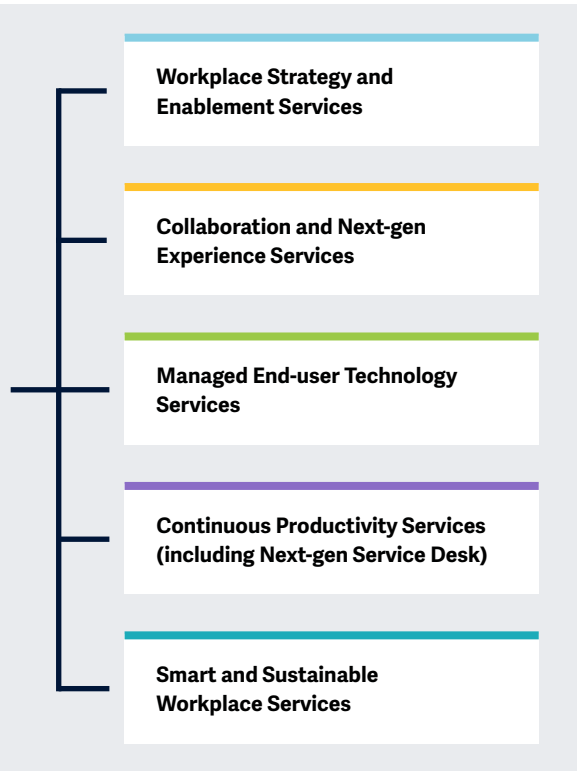 Workplace Strategy and
Enablement Services
Collaboration and Next-gen
Experience Services
Managed End-user Technology
Services
Continuous Productivity Services
(including Next-gen Service Desk)
Smart and Sustainable
Workplace Services